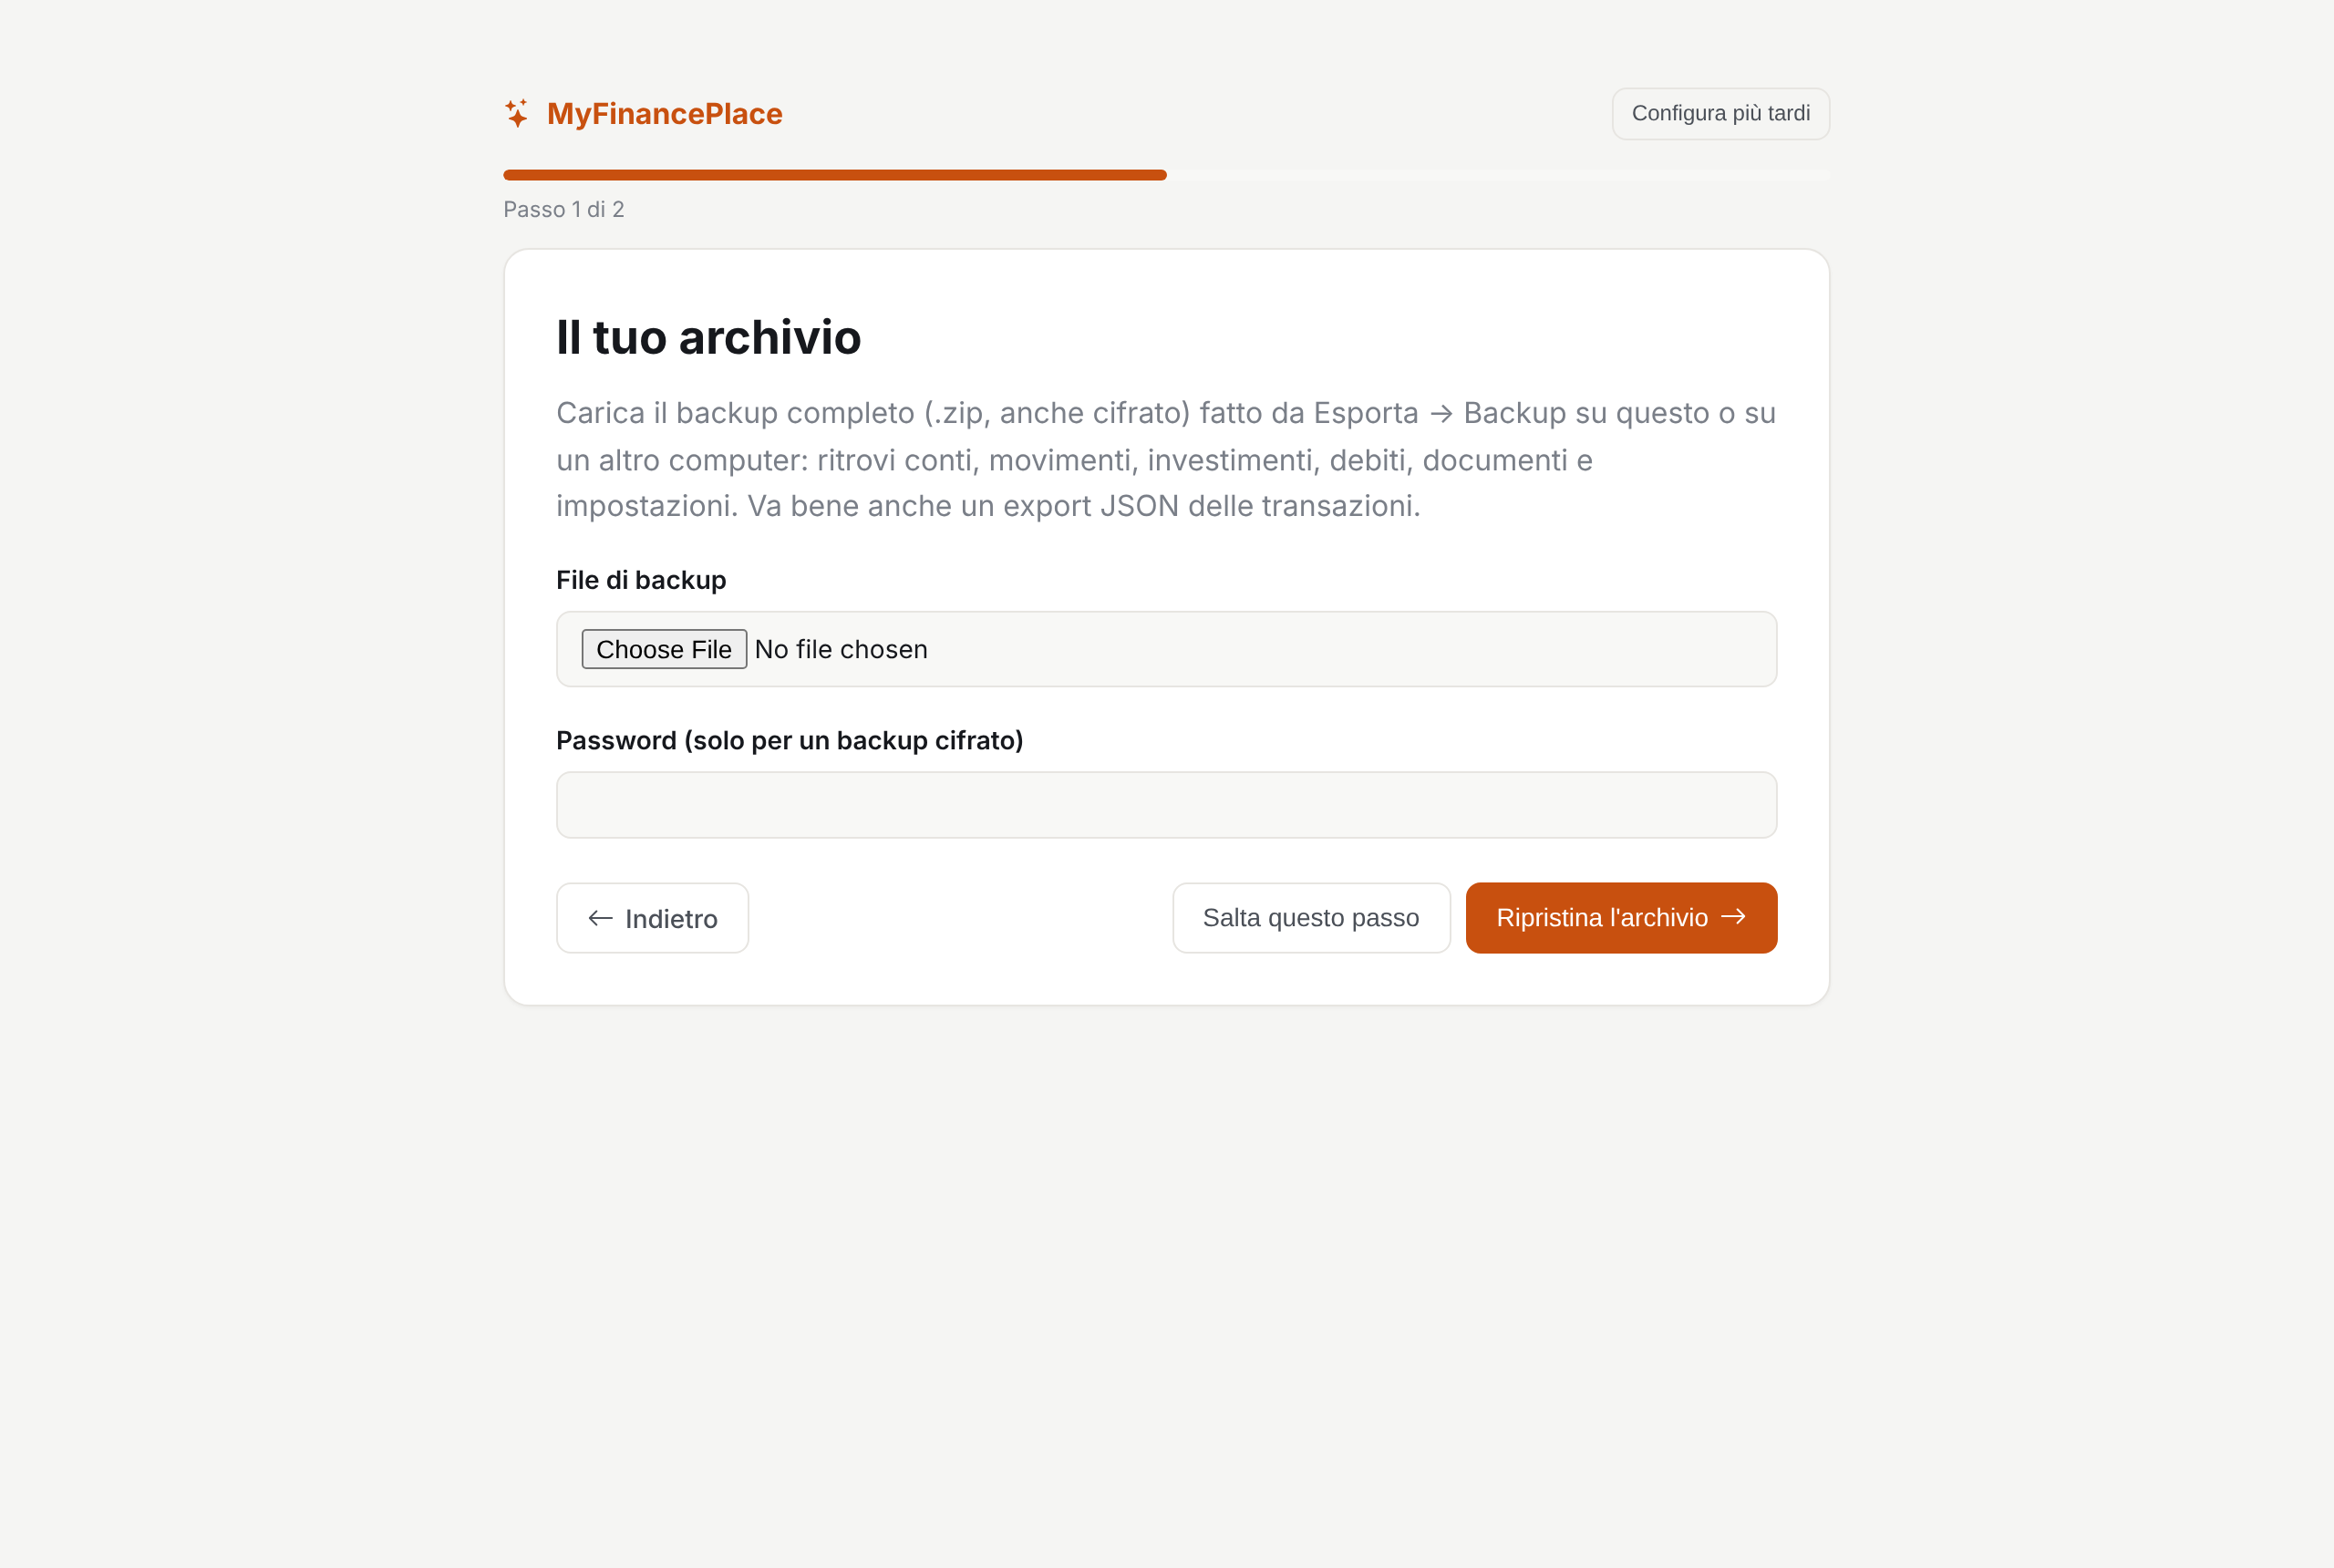 MyFinancePlace
Configura più tardi
Passo 1 di 2
Il tuo archivio
Carica il backup completo (.zip, anche cifrato) fatto da Esporta → Backup su questo o su
un altro computer: ritrovi conti, movimenti, investimenti, debiti, documenti e
impostazioni. Va bene anche un export JSON delle transazioni.
File di backup
Choose File No file chosen
Password (solo per un backup cifrato)
← Indietro
Salta questo passo
Ripristina l'archivio →